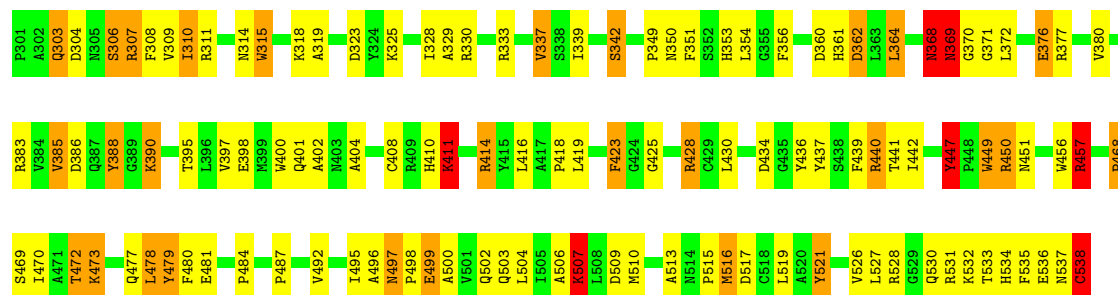 P301 A302 Q303 D304 N305 S306 R307 F308 V309 I310 R311 N314 W315 K318 A319 D323 Y324 K325 I328 A329 R330 R333 V337 S338 I339 S342 P349 N350 F351 S352 H353 L354 G355 F356 D360 H361 D362 L363 L364 N368 N369 G370 G371 L372 E376 R377 V380
R383 V384 V385 D386 Q387 Y388 G389 K390 T395 L396 V397 E398 M399 W400 Q401 A402 N403 A404 C408 R409 H410 K411 R414 Y415 L416 A417 P418 L419 F423 G424 G425 R428 C429 L430 D434 G435 Y436 Y437 S438 F439 R440 T441 I442 Y447 P448 W449 R450 N451 W456 R457
S469 I470 A471 T472 K473 Q477 L478 Y479 F480 E481 P484 P487 V492 I495 A496 N497 P498 E499 A500 V501 Q502 Q503 L504 I505 A506 K507 L508 D509 M510 A513 N514 P515 M516 D517 C518 L519 A520 Y521 V526 L527 R528 G529 Q530 R531 K532 T533 H534 F535 E536 N537 C538